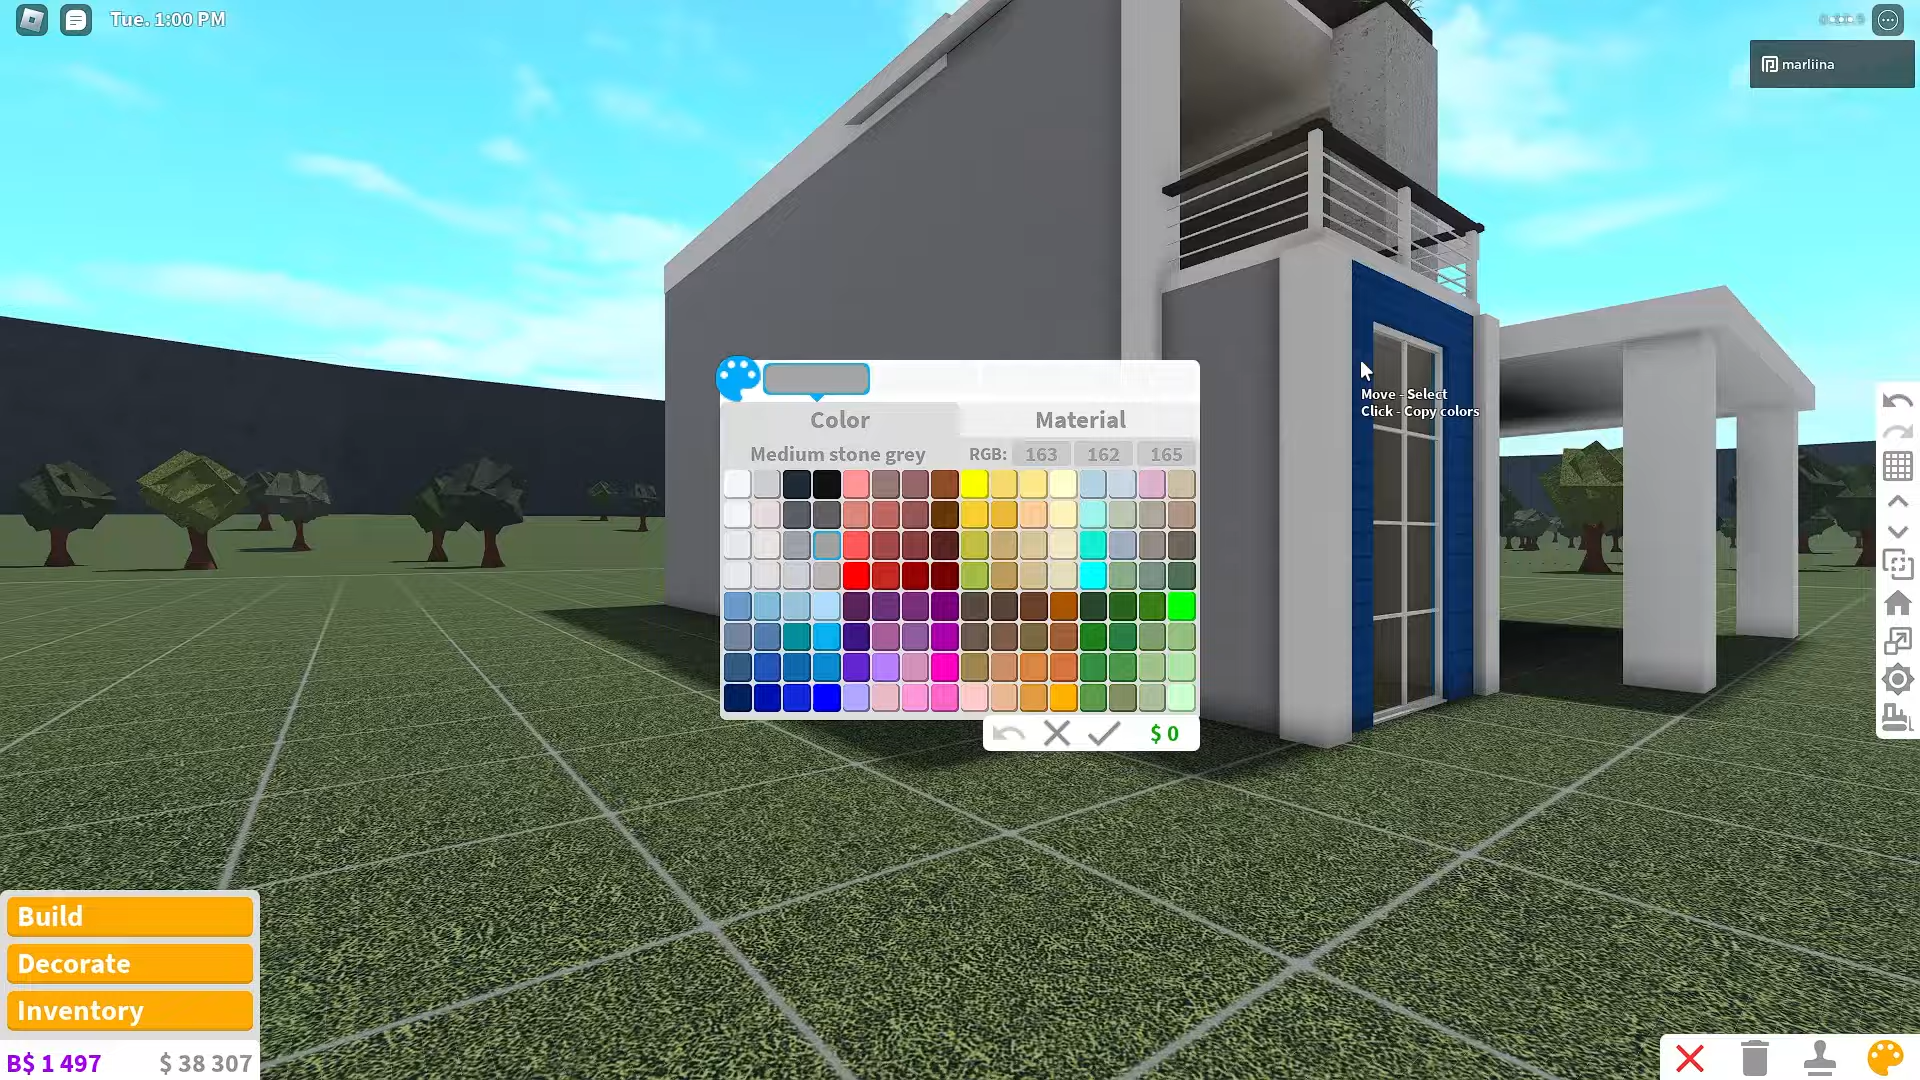 Tue. 1:00 PM
marliina
Move - Select
Click - Copy colors
Color
Material
Medium stone grey
RGB: 163 162 165
$ 0
Build
Decorate
Inventory
B$ 1 497
$ 38 307